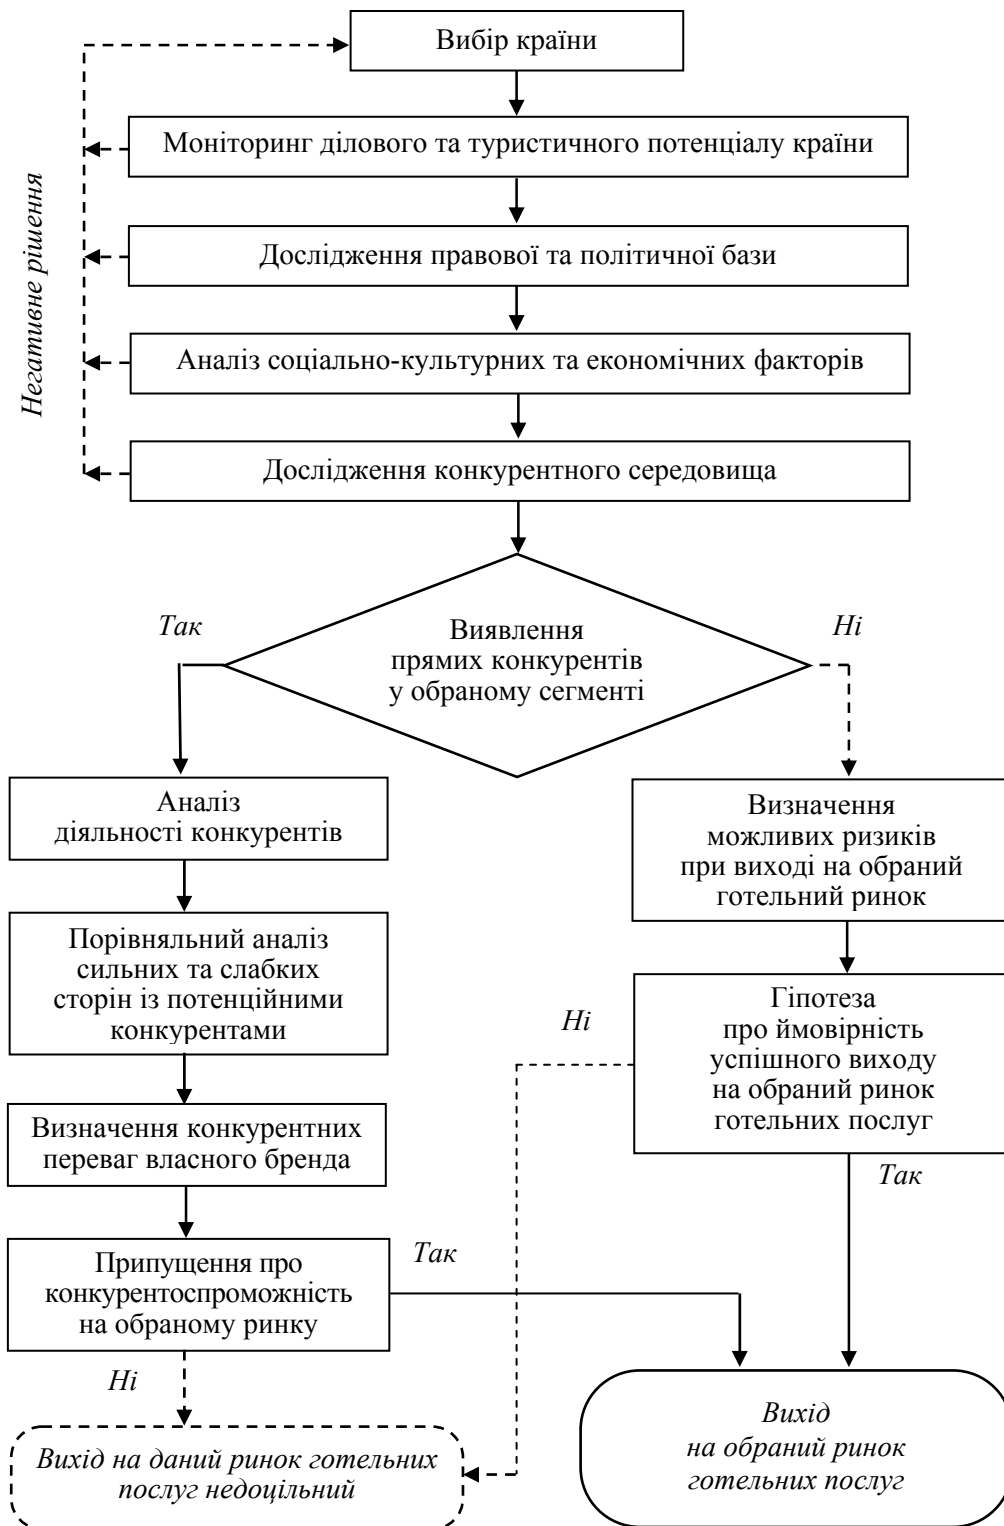 Вибір країни
Моніторинг ділового та туристичного потенціалу країни
Негативне рішення
Дослідження правової та політичної бази
Аналіз соціально-культурних та економічних факторів
Дослідження конкурентного середовища
Так
Ні
Виявлення
прямих конкурентів
у обраному сегменті
Аналіз
діяльності конкурентів
Визначення
можливих ризиків
при виході на обраний
готельний ринок
Порівняльний аналіз
сильних та слабких
сторін із потенційними
конкурентами
Ні
Гіпотеза
про ймовірність
успішного виходу
на обраний ринок
готельних послуг
Визначення конкурентних
переваг власного бренда
Так
Припущення про
конкурентоспроможність
на обраному ринку
Так
Ні
Вихід на даний ринок готельних
послуг недоцільний
Вихід
на обраний ринок
готельних послуг